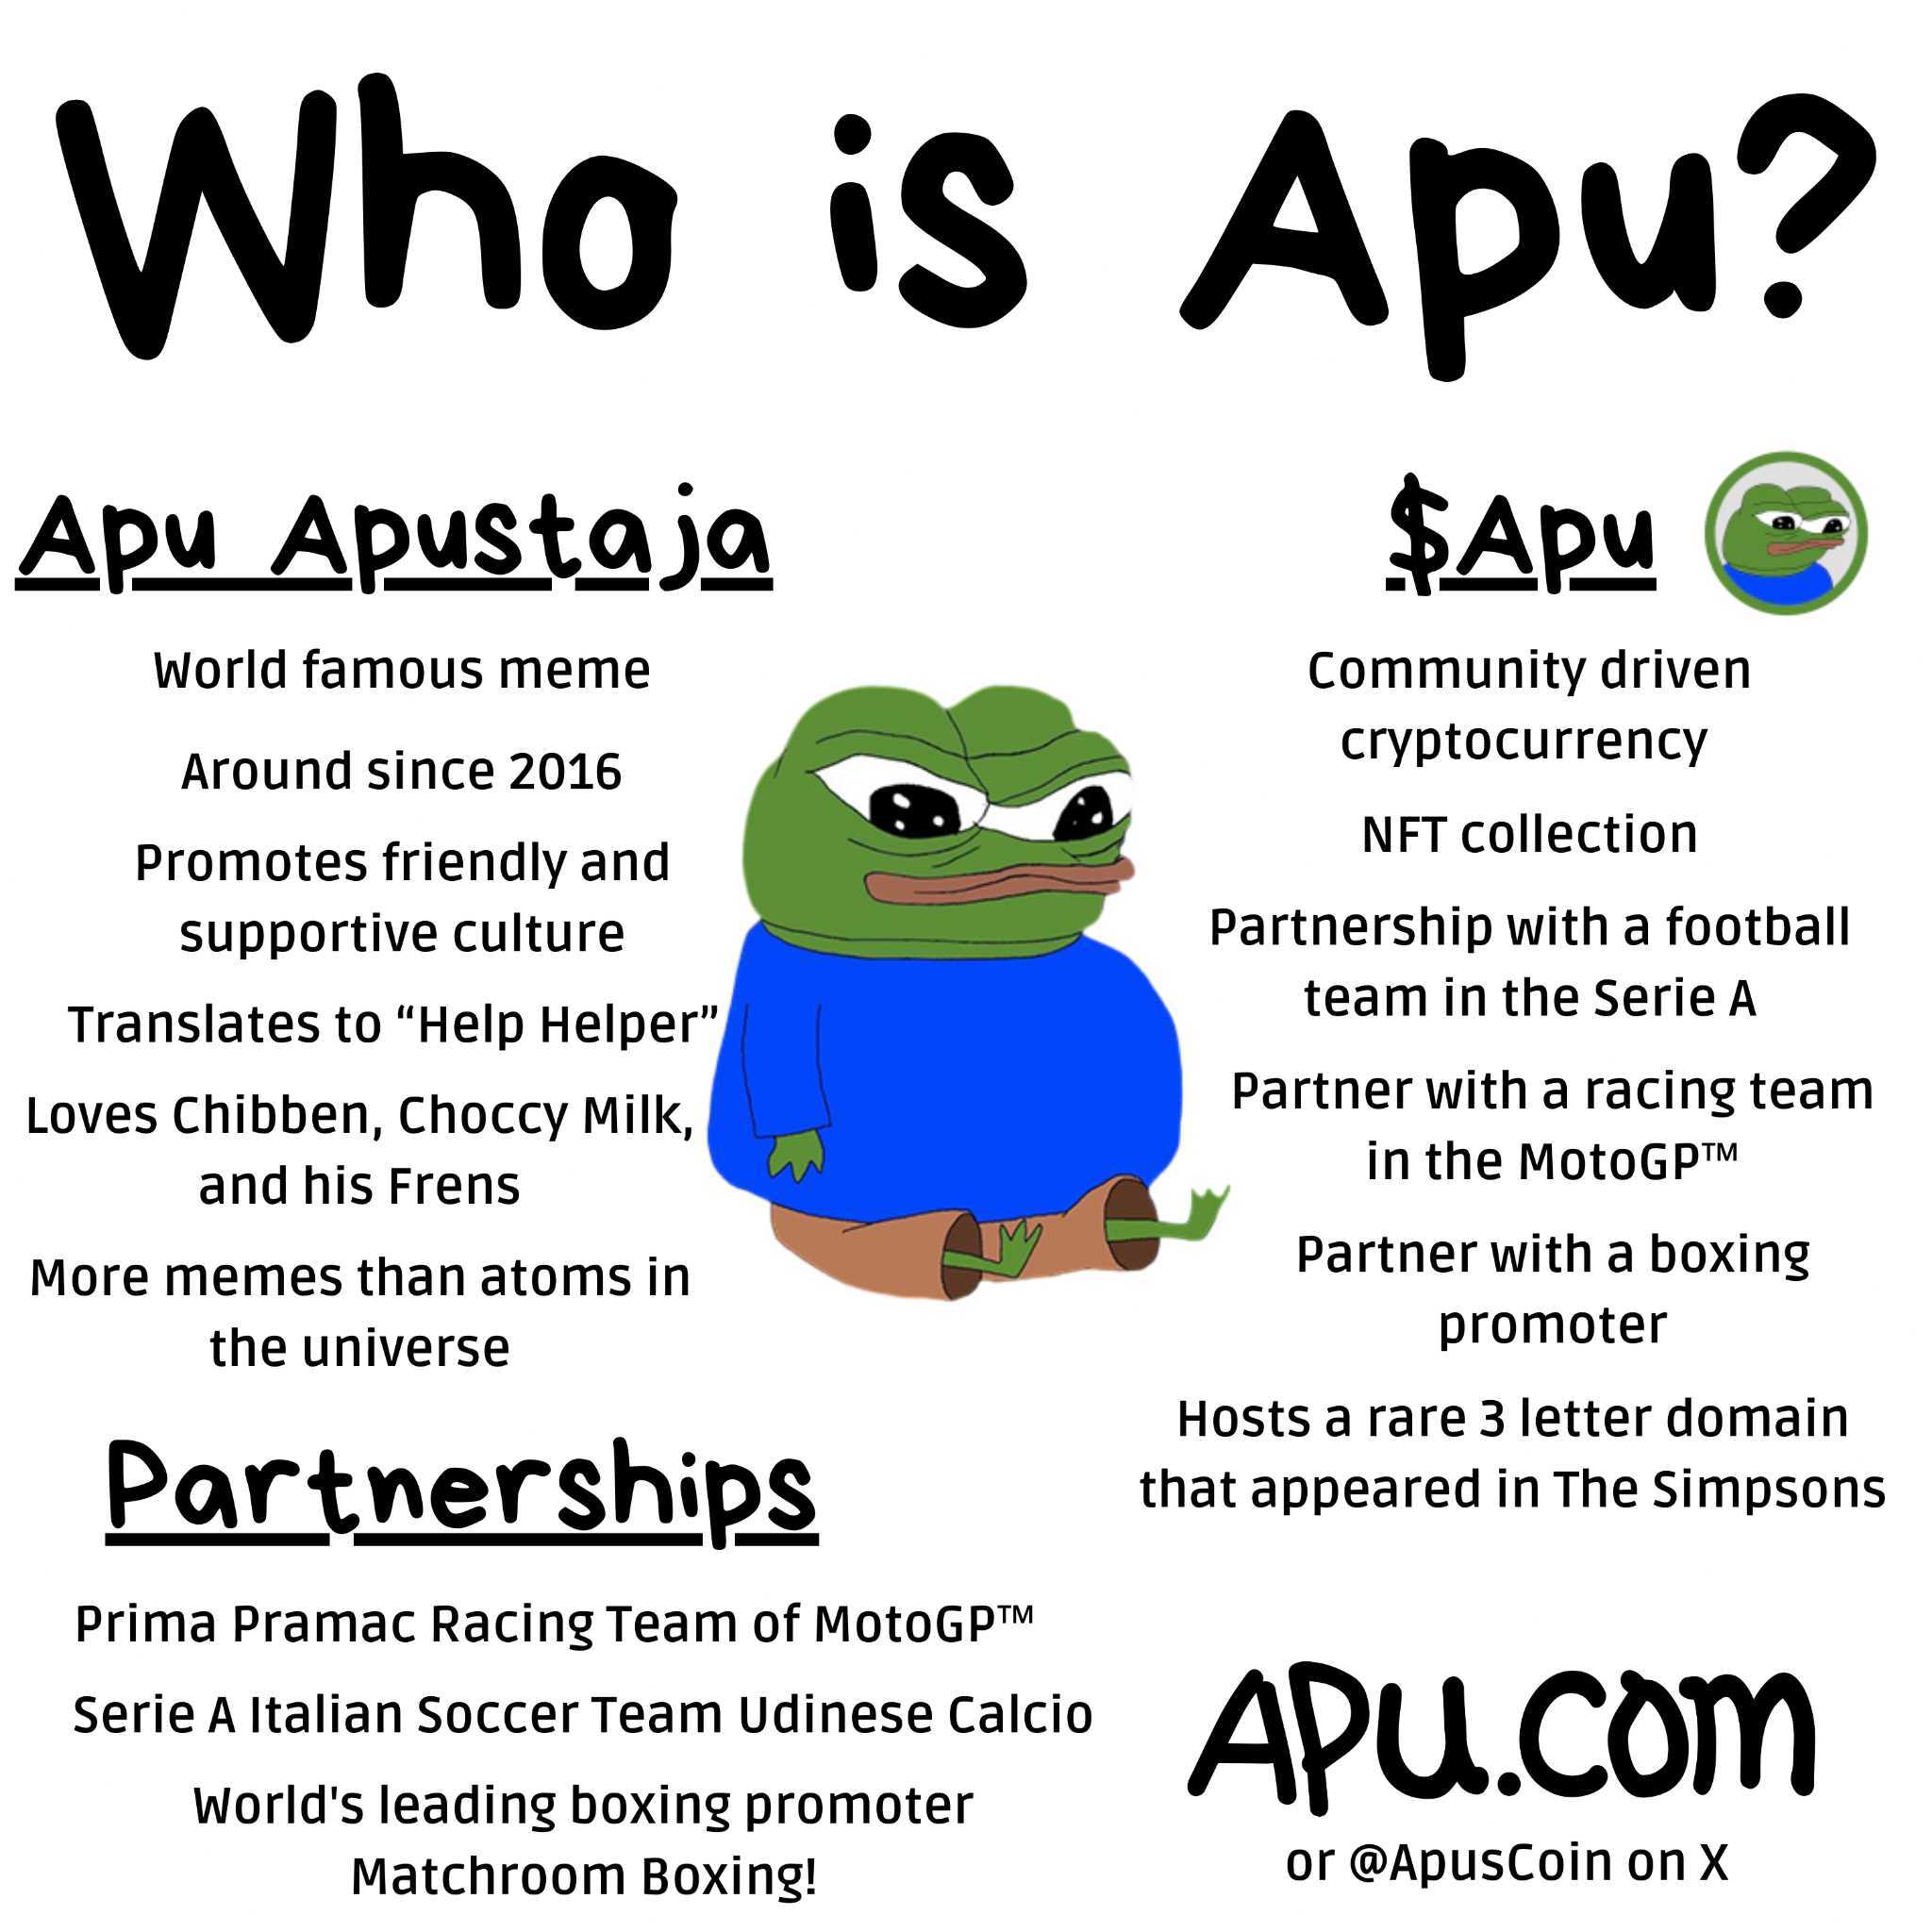 Who is Apu?
Apu Apustaja
World famous meme
Around since 2016
Promotes friendly and
supportive culture
Translates to “Help Helper”
Loves Chibben, Choccy Milk,
and his Frens
More memes than atoms in
the universe
$Apu
Community driven
cryptocurrency
NFT collection
Partnership with a football
team in the Serie A
Partner with a racing team
in the MotoGP™
Partner with a boxing
promoter
Hosts a rare 3 letter domain
that appeared in The Simpsons
Partnerships
Prima Pramac Racing Team of MotoGP™
Serie A Italian Soccer Team Udinese Calcio
World's leading boxing promoter
Matchroom Boxing!
APu.com
or @ApusCoin on X